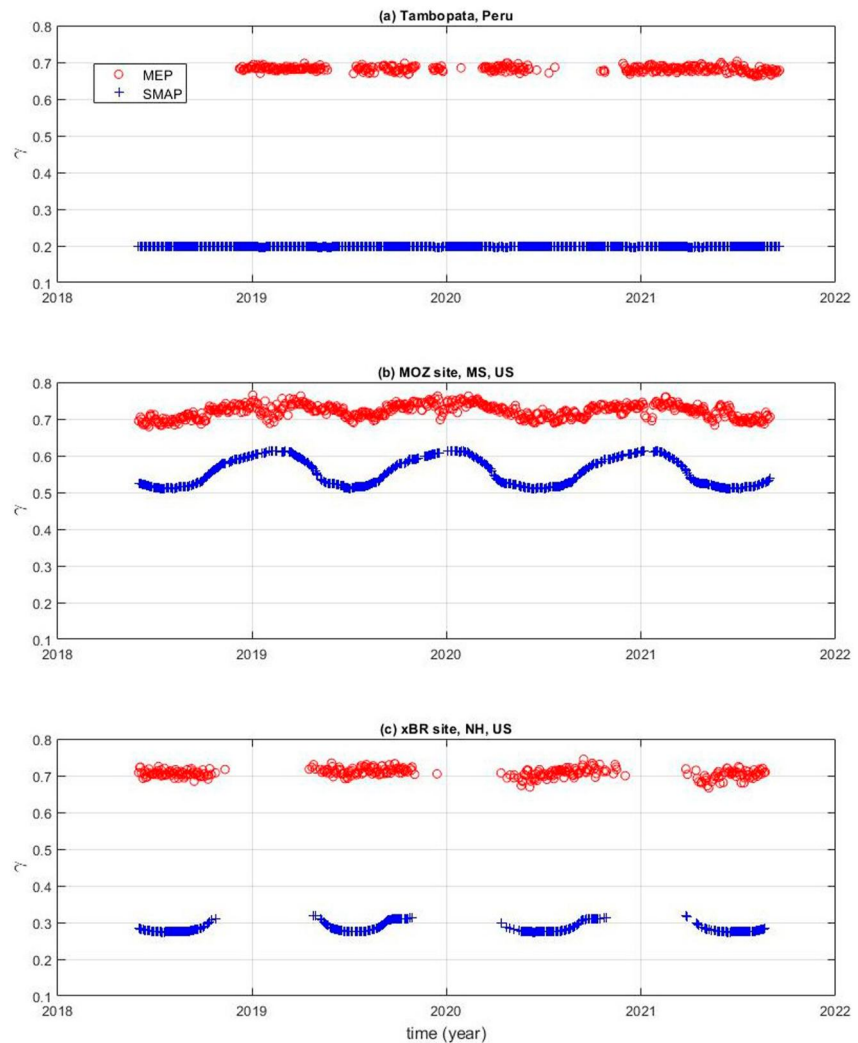 (a) Tambopata, Peru
0.8
0.7
0.6
0.5
0.4
0.3
0.2
0.1
γ
MEP
SMAP
2018 2019 2020 2021 2022
(b) MOZ site, MS, US
0.8
0.7
0.6
0.5
0.4
0.3
0.2
0.1
γ
2018 2019 2020 2021 2022
(c) xBR site, NH, US
0.8
0.7
0.6
0.5
0.4
0.3
0.2
0.1
γ
2018 2019 2020 2021 2022
time (year)